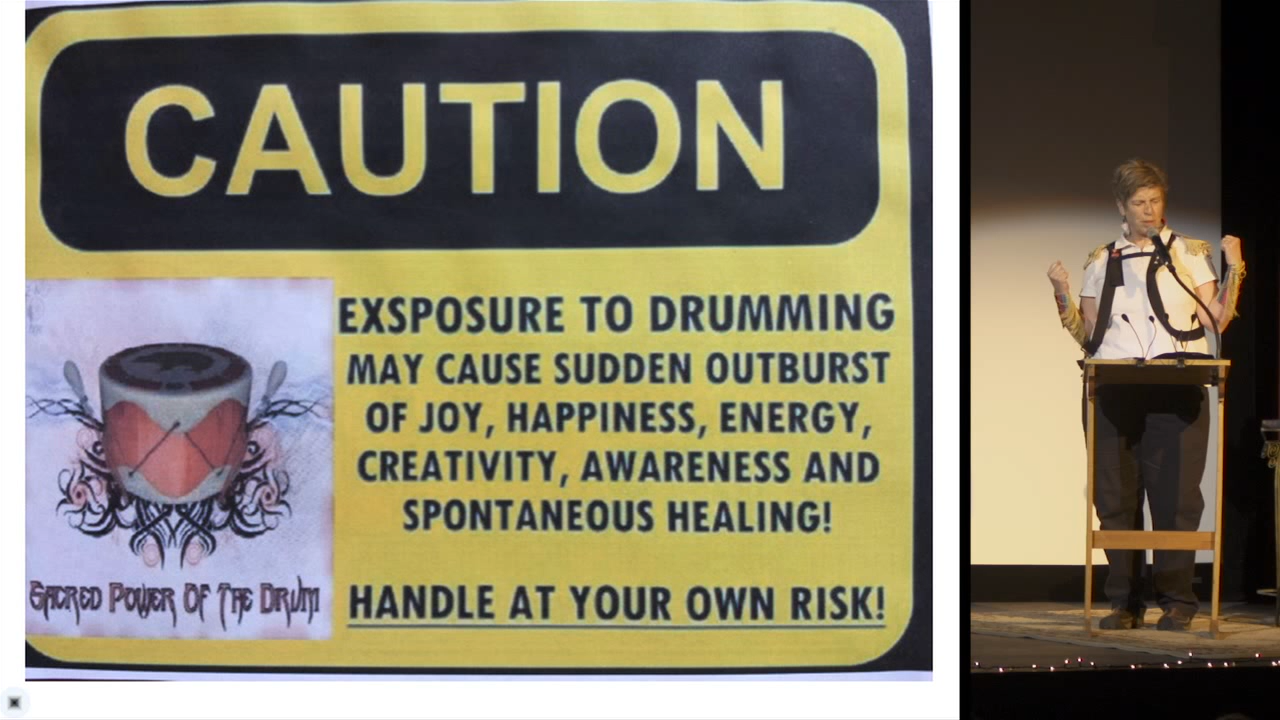 CAUTION
EXSPOSURE TO DRUMMING
MAY CAUSE SUDDEN OUTBURST
OF JOY, HAPPINESS, ENERGY,
CREATIVITY, AWARENESS AND
SPONTANEOUS HEALING!
SACRED POWER OF THE DRUM
HANDLE AT YOUR OWN RISK!